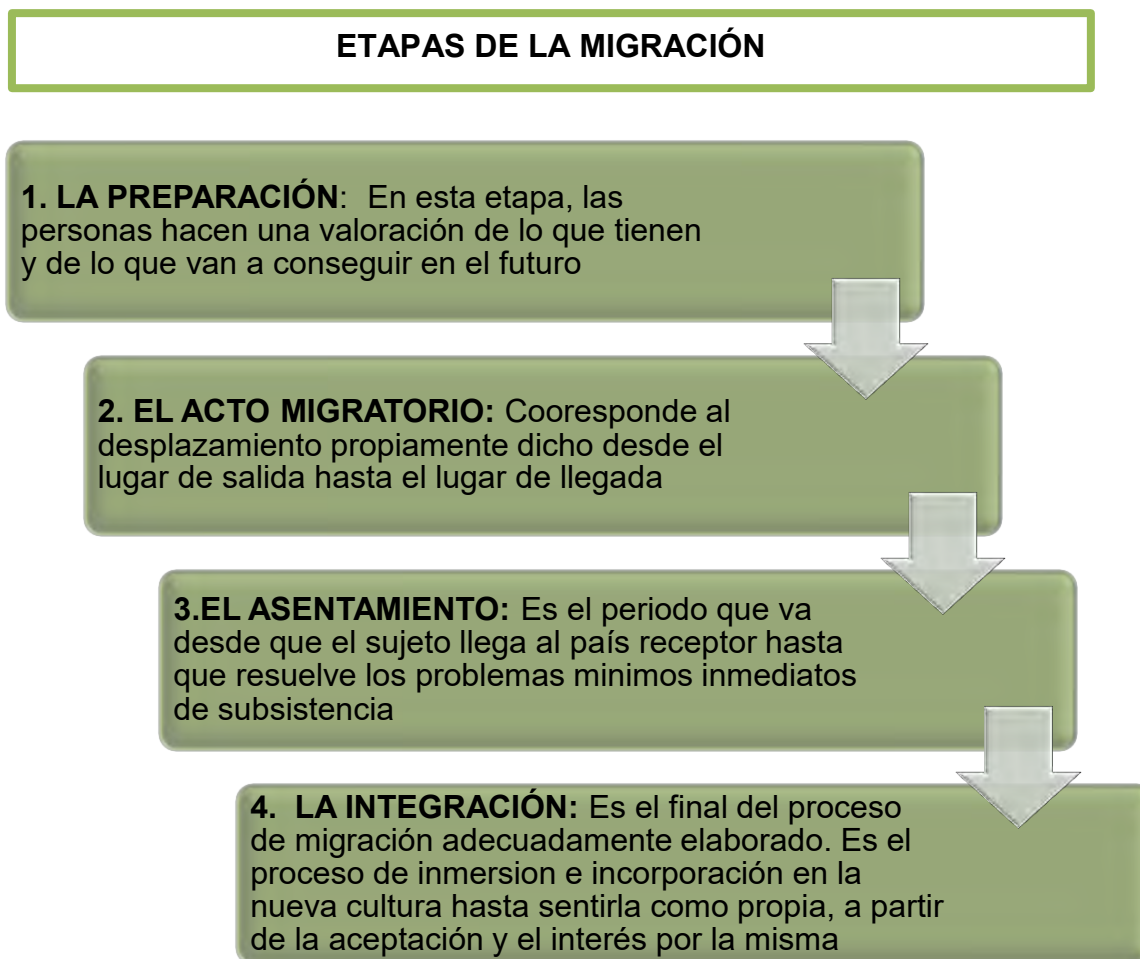 ETAPAS DE LA MIGRACIÓN
1. LA PREPARACIÓN: En esta etapa, las
personas hacen una valoración de lo que tienen
y de lo que van a conseguir en el futuro
2. EL ACTO MIGRATORIO: Cooresponde al
desplazamiento propiamente dicho desde el
lugar de salida hasta el lugar de llegada
3.EL ASENTAMIENTO: Es el periodo que va
desde que el sujeto llega al país receptor hasta
que resuelve los problemas minimos inmediatos
de subsistencia
4. LA INTEGRACIÓN: Es el final del proceso
de migración adecuadamente elaborado. Es el
proceso de inmersion e incorporación en la
nueva cultura hasta sentirla como propia, a partir
de la aceptación y el interés por la misma